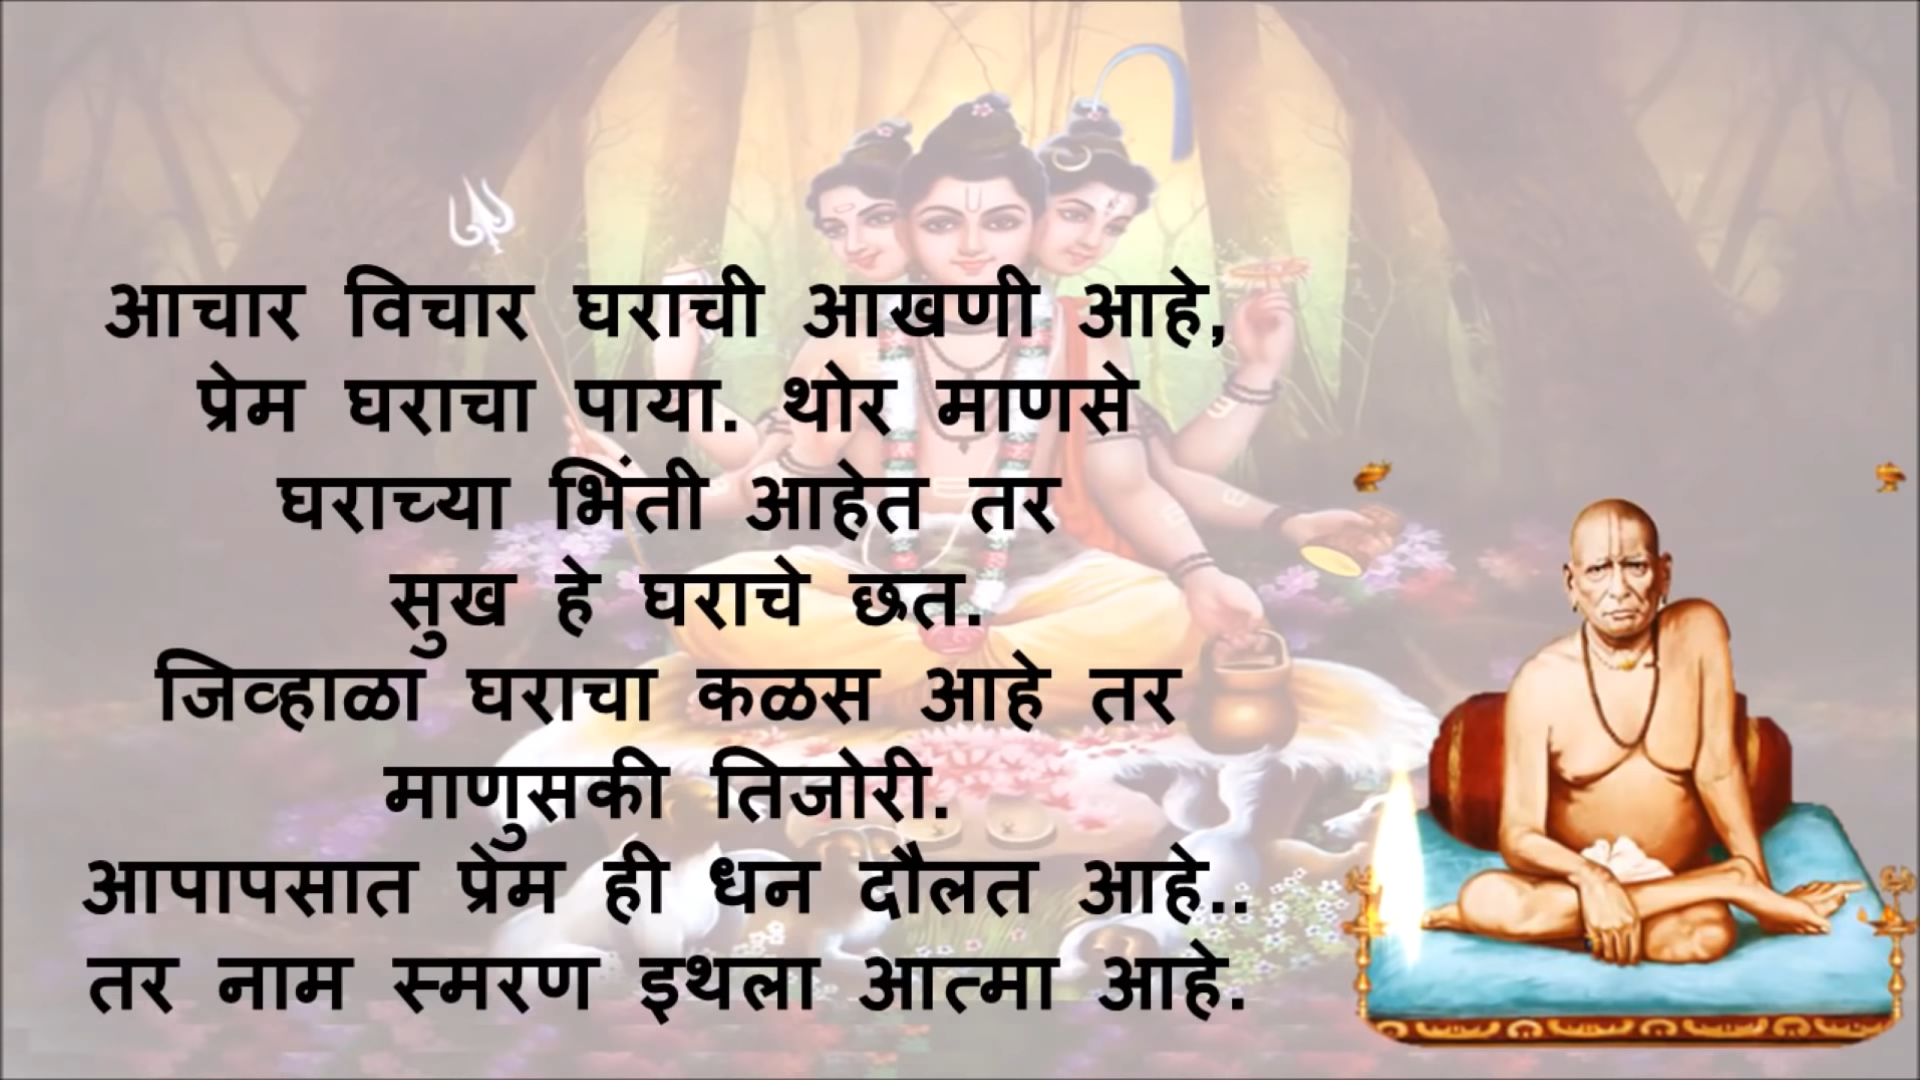 आचार विचार घराची आखणी आहे,
प्रेम घराचा पाया. थोर माणसे
घराच्या भिंती आहेत तर
सुख हे घराचे छत.
जिव्हाळा घराचा कळस आहे तर
माणुसकी तिजोरी.
आपापसात प्रेम ही धन दौलत आहे..
तर नाम स्मरण इथला आत्मा आहे.